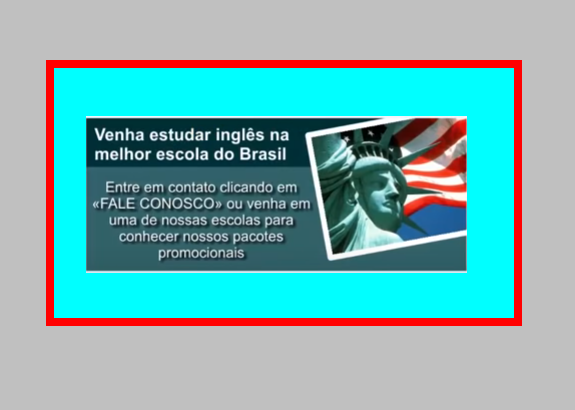 Venha estudar inglês na
melhor escola do Brasil
Entre em contato clicando em
«FALE CONOSCO» ou venha em
uma de nossas escolas para
conhecer nossos pacotes
promocionais